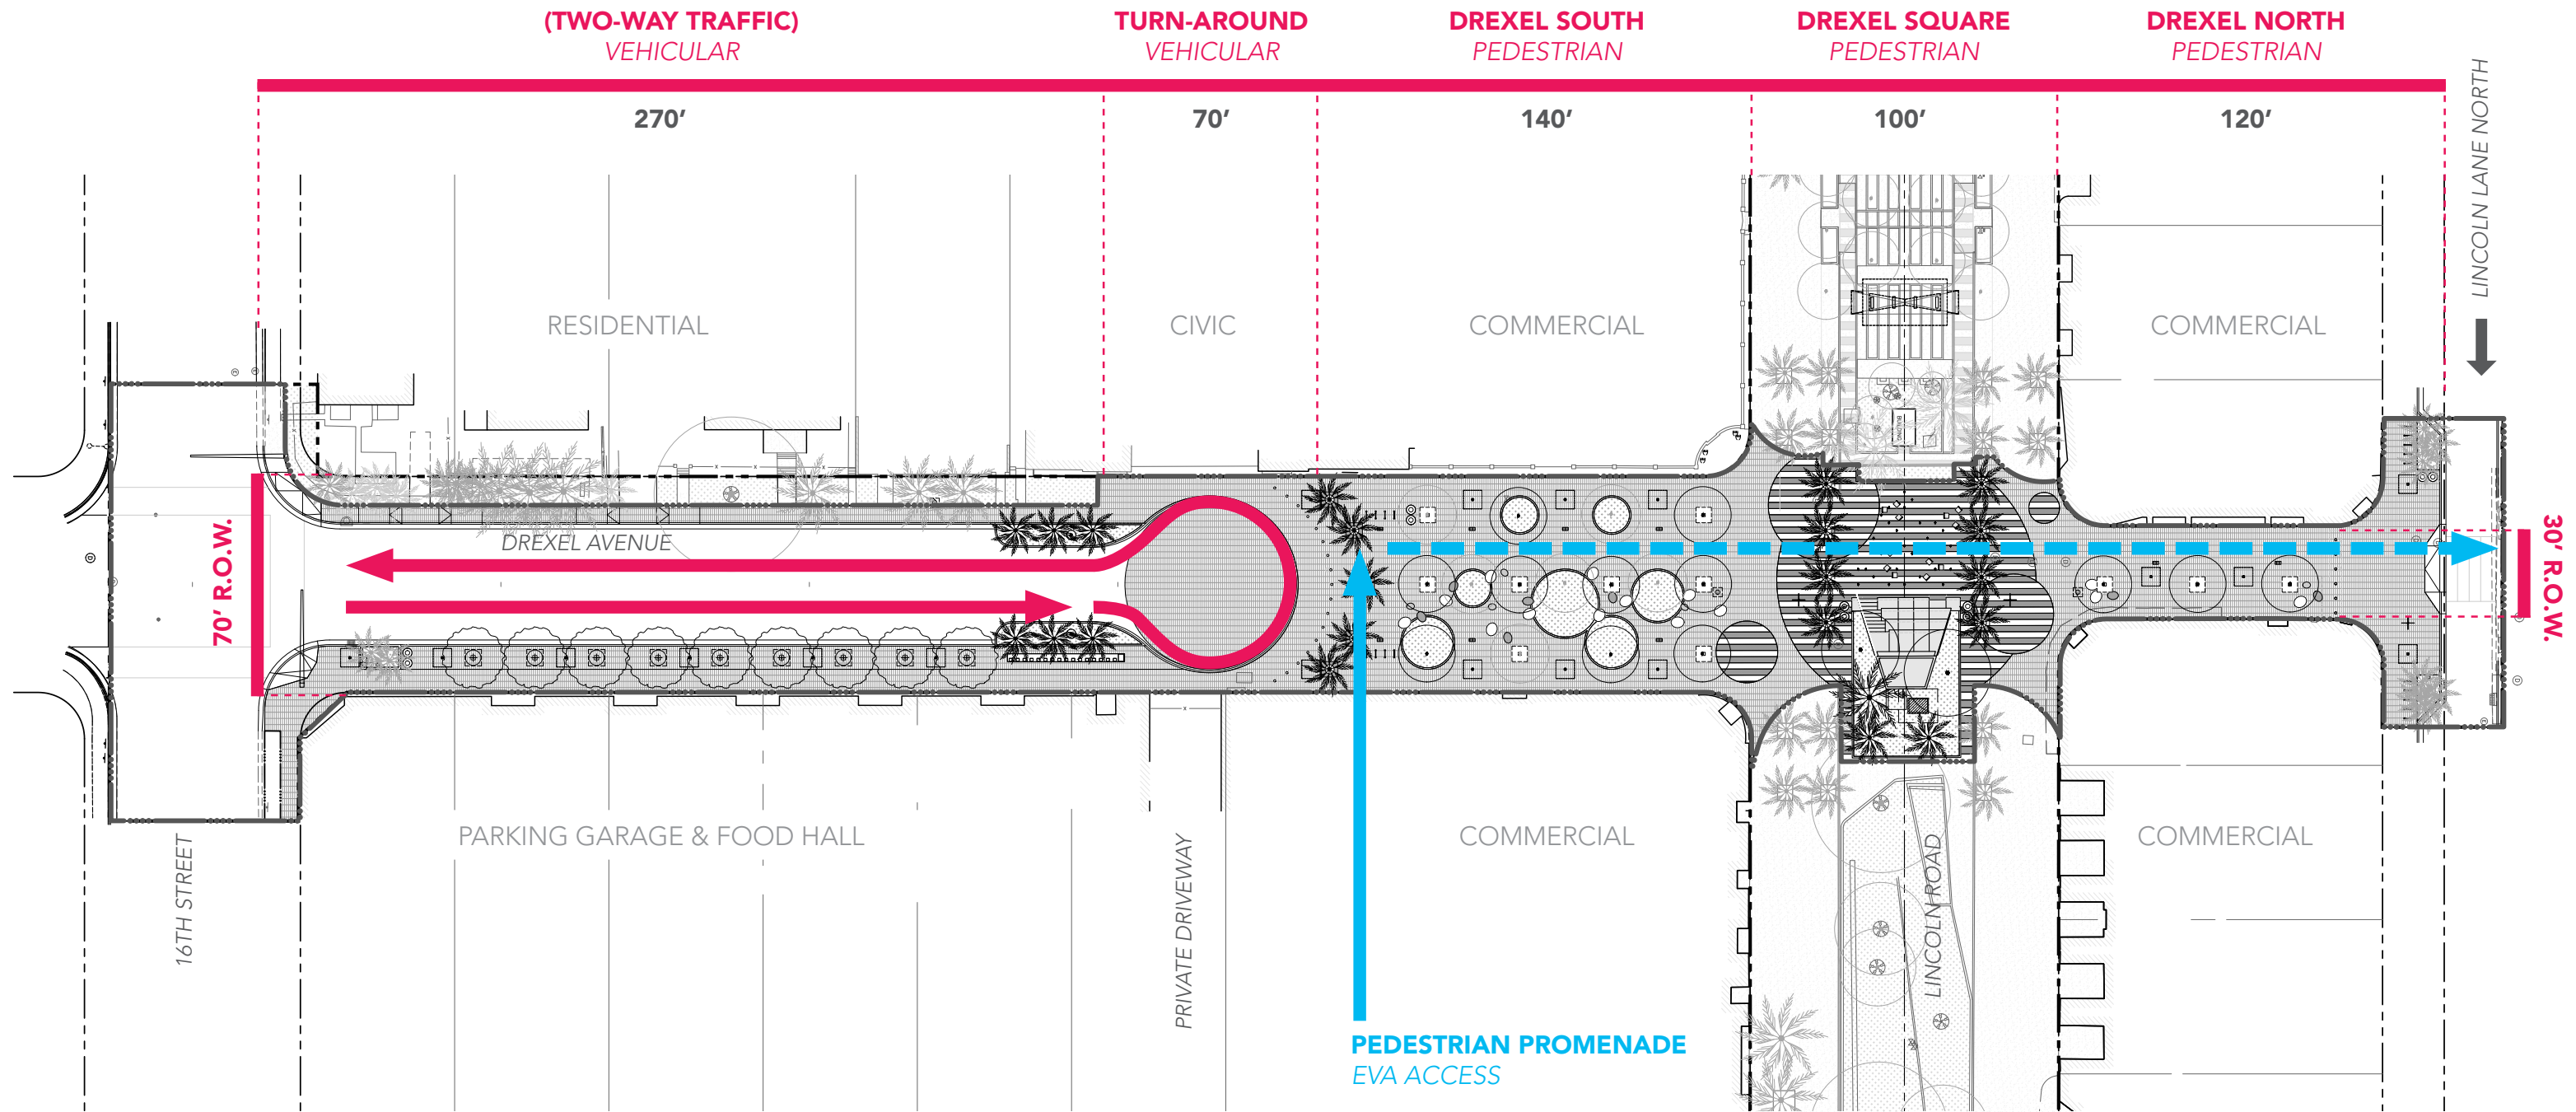 (TWO-WAY TRAFFIC)
VEHICULAR
TURN-AROUND
VEHICULAR
DREXEL SOUTH
PEDESTRIAN
DREXEL SQUARE
PEDESTRIAN
DREXEL NORTH
PEDESTRIAN
270’
70’
140’
100’
120’
LINCOLN LANE NORTH
RESIDENTIAL
CIVIC
COMMERCIAL
COMMERCIAL
BUILDING
DREXEL AVENUE
70’ R.O.W.
30’ R.O.W.
PARKING GARAGE & FOOD HALL
COMMERCIAL
COMMERCIAL
16TH STREET
PRIVATE DRIVEWAY
LINCOLN ROAD
PEDESTRIAN PROMENADE
EVA ACCESS